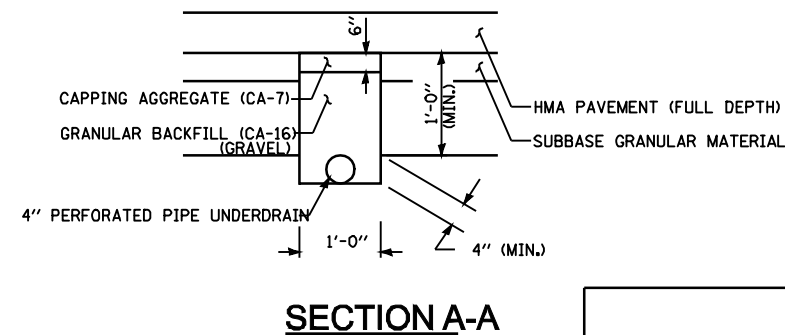 6"
CAPPING AGGREGATE (CA-7)
GRANULAR BACKFILL (CA-16)
(GRAVEL)
1'-0"
(MIN.)
HMA PAVEMENT (FULL DEPTH)
SUBBASE GRANULAR MATERIAL
4" PERFORATED PIPE UNDERDRAIN
1'-0"
4" (MIN.)
SECTION A-A